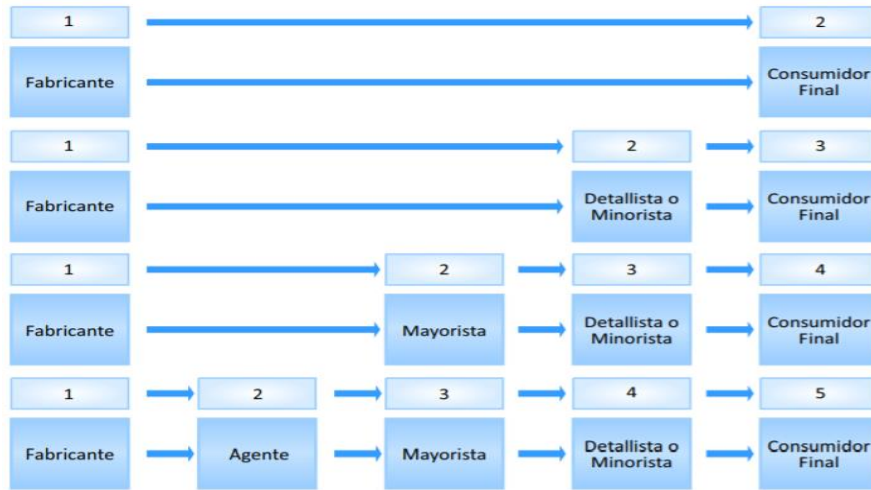 1 2
Fabricante Consumidor
Final
1 2 3
Fabricante Detallista o Consumidor
Minorista Final
1 2 3 4
Fabricante Mayorista Detallista o Consumidor
Minorista Final
1 2 3 4 5
Fabricante Agente Mayorista Detallista o Consumidor
Minorista Final